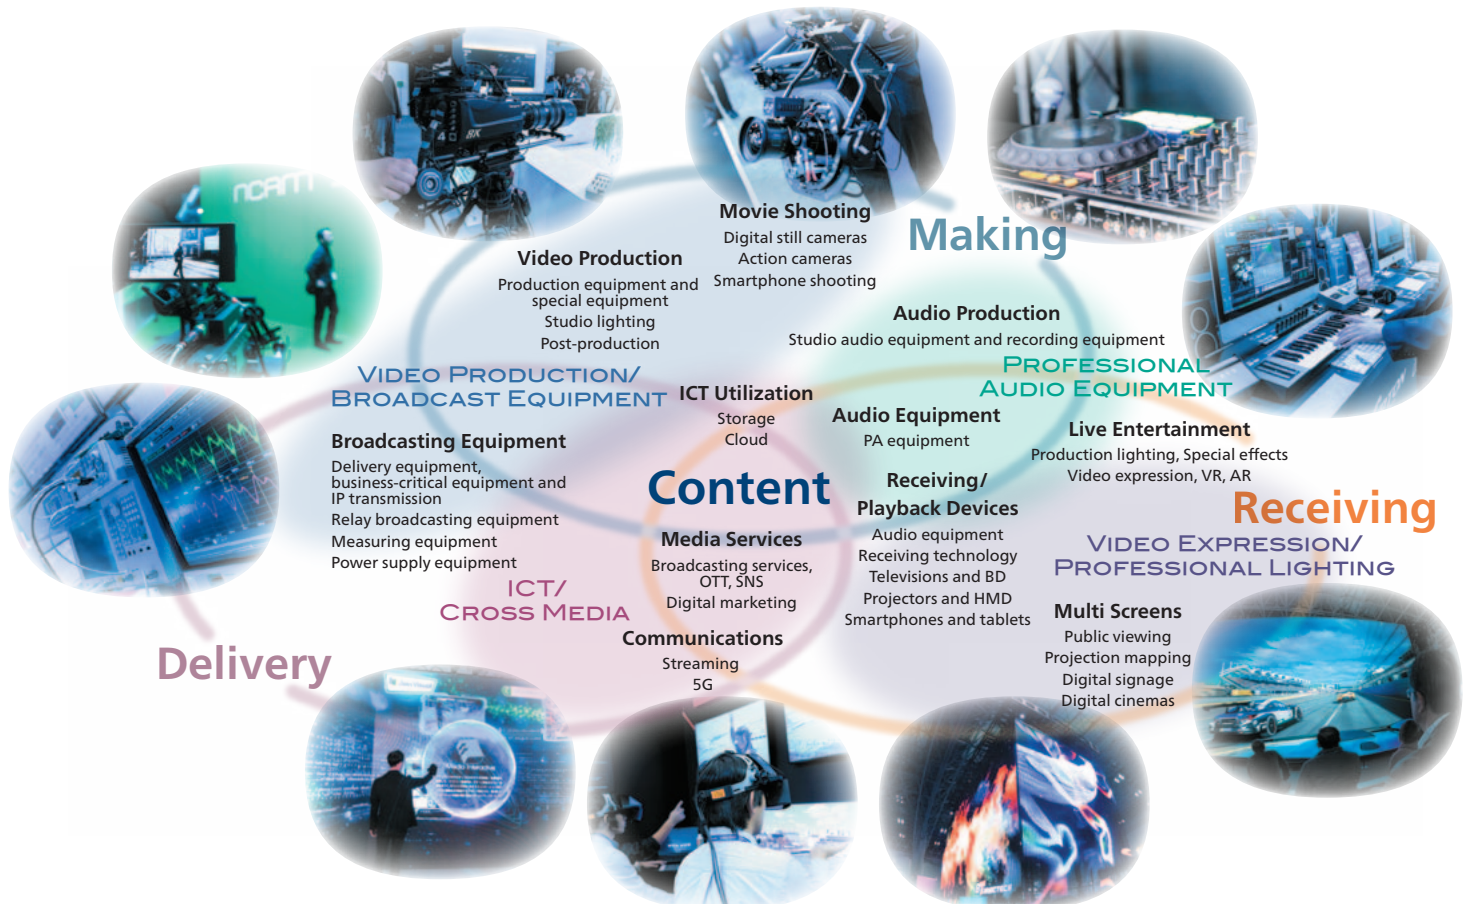 ncam
8K
4
Movie Shooting
Digital still cameras
Action cameras
Smartphone shooting
Making
Video Production
Production equipment and
special equipment
Studio lighting
Post-production
Audio Production
Studio audio equipment and recording equipment
VIDEO PRODUCTION/
BROADCAST EQUIPMENT
PROFESSIONAL
AUDIO EQUIPMENT
ICT Utilization
Storage
Cloud
Audio Equipment
PA equipment
Live Entertainment
Production lighting, Special effects
Video expression, VR, AR
Broadcasting Equipment
Delivery equipment,
business-critical equipment and
IP transmission
Relay broadcasting equipment
Measuring equipment
Power supply equipment
Content
Receiving/
Playback Devices
Audio equipment
Receiving technology
Televisions and BD
Projectors and HMD
Smartphones and tablets
Receiving
VIDEO EXPRESSION/
PROFESSIONAL LIGHTING
Media Services
Broadcasting services,
OTT, SNS
Digital marketing
ICT/
CROSS MEDIA
Communications
Streaming
5G
Multi Screens
Public viewing
Projection mapping
Digital signage
Digital cinemas
Delivery